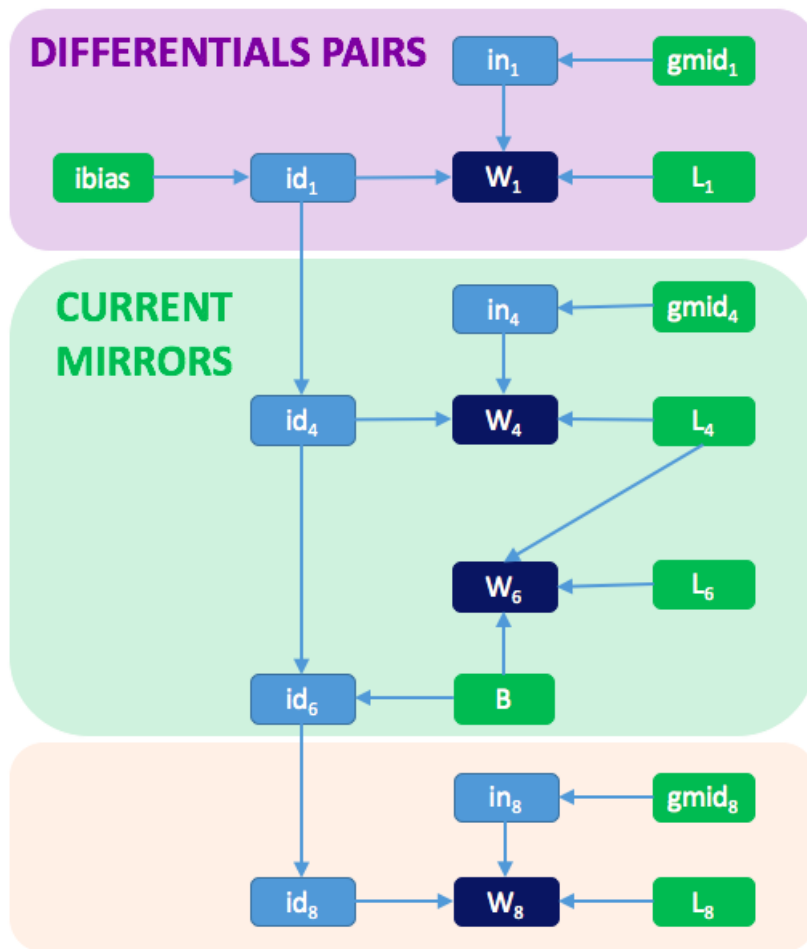 DIFFERENTIALS PAIRS
in₁
gmid₁
ibias
id₁
W₁
L₁
CURRENT
MIRRORS
in₄
gmid₄
id₄
W₄
L₄
W₆
L₆
id₆
B
in₈
gmid₈
id₈
W₈
L₈